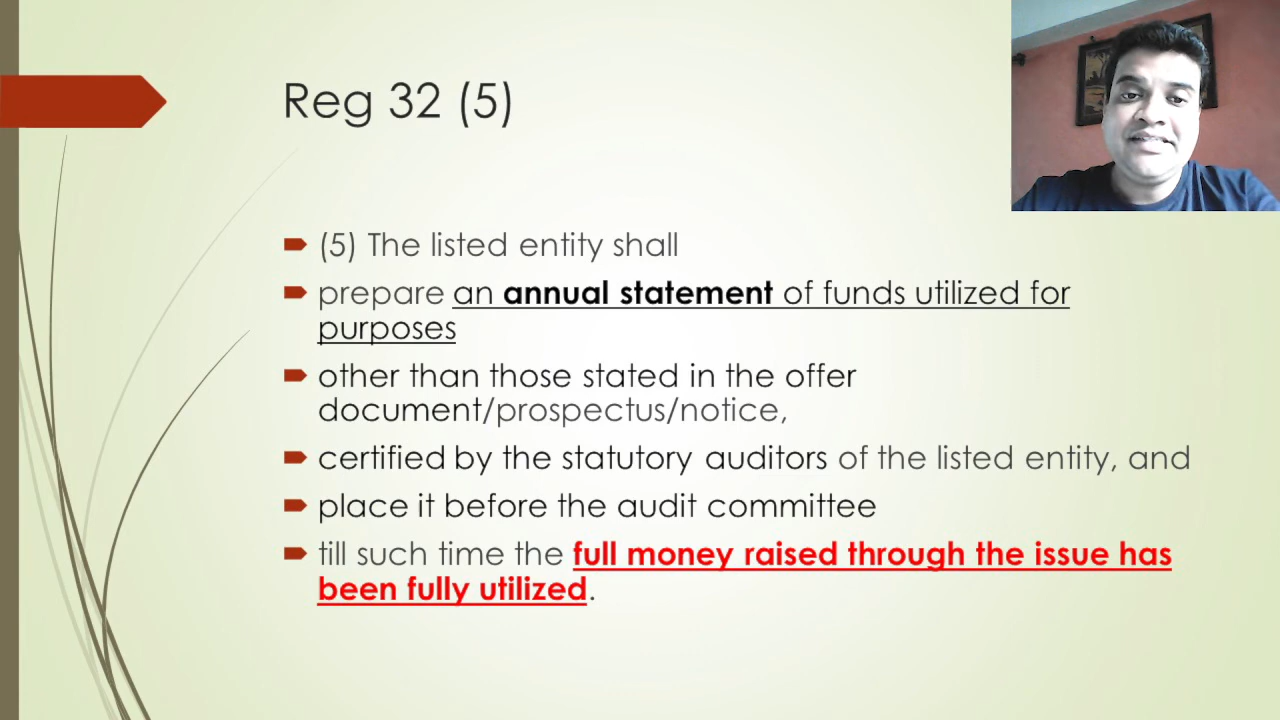 Reg 32 (5)
(5) The listed entity shall
prepare an annual statement of funds utilized for
purposes
other than those stated in the offer
document/prospectus/notice,
certified by the statutory auditors of the listed entity, and
place it before the audit committee
till such time the full money raised through the issue has
been fully utilized.